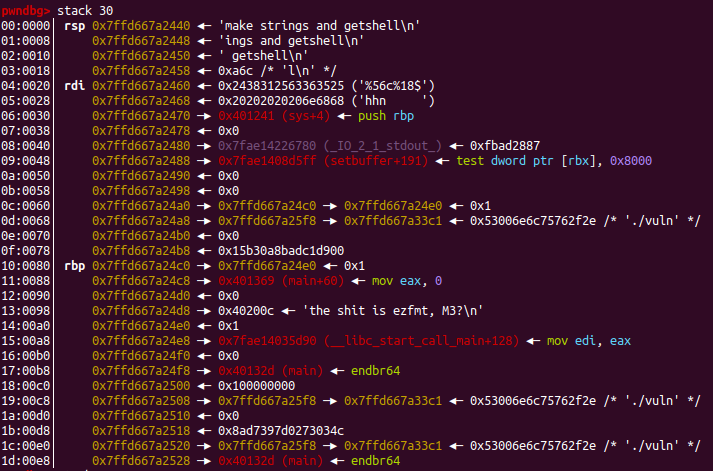 pwndbg> stack 30
00:0000│ rsp 0x7ffd667a2440 ◂— 'make strings and getshell\n'
01:0008│     0x7ffd667a2448 ◂— 'ings and getshell\n'
02:0010│     0x7ffd667a2450 ◂— ' getshell\n'
03:0018│     0x7ffd667a2458 ◂— 0xa6c /* 'l\n' */
04:0020│ rdi 0x7ffd667a2460 ◂— 0x2438312563363525 ('%56c%18$')
05:0028│     0x7ffd667a2468 ◂— 0x20202020206e6868 ('hhn     ')
06:0030│     0x7ffd667a2470 —▸ 0x401241 (sys+4) ◂— push rbp
07:0038│     0x7ffd667a2478 ◂— 0x0
08:0040│     0x7ffd667a2480 —▸ 0x7fae14226780 (_IO_2_1_stdout_) ◂— 0xfbad2887
09:0048│     0x7ffd667a2488 —▸ 0x7fae1408d5ff (setbuffer+191) ◂— test dword ptr [rbx], 0x8000
0a:0050│     0x7ffd667a2490 ◂— 0x0
0b:0058│     0x7ffd667a2498 ◂— 0x0
0c:0060│     0x7ffd667a24a0 —▸ 0x7ffd667a24c0 —▸ 0x7ffd667a24e0 ◂— 0x1
0d:0068│     0x7ffd667a24a8 —▸ 0x7ffd667a25f8 —▸ 0x7ffd667a33c1 ◂— 0x53006e6c75762f2e /* './vuln' */
0e:0070│     0x7ffd667a24b0 ◂— 0x0
0f:0078│     0x7ffd667a24b8 ◂— 0x15b30a8badc1d900
10:0080│ rbp 0x7ffd667a24c0 —▸ 0x7ffd667a24e0 ◂— 0x1
11:0088│     0x7ffd667a24c8 —▸ 0x401369 (main+60) ◂— mov eax, 0
12:0090│     0x7ffd667a24d0 ◂— 0x0
13:0098│     0x7ffd667a24d8 —▸ 0x40200c ◂— 'the shit is ezfmt, M3?\n'
14:00a0│     0x7ffd667a24e0 ◂— 0x1
15:00a8│     0x7ffd667a24e8 —▸ 0x7fae14035d90 (__libc_start_call_main+128) ◂— mov edi, eax
16:00b0│     0x7ffd667a24f0 ◂— 0x0
17:00b8│     0x7ffd667a24f8 —▸ 0x40132d (main) ◂— endbr64
18:00c0│     0x7ffd667a2500 ◂— 0x100000000
19:00c8│     0x7ffd667a2508 —▸ 0x7ffd667a25f8 —▸ 0x7ffd667a33c1 ◂— 0x53006e6c75762f2e /* './vuln' */
1a:00d0│     0x7ffd667a2510 ◂— 0x0
1b:00d8│     0x7ffd667a2518 ◂— 0x8ad7397d0273034c
1c:00e0│     0x7ffd667a2520 —▸ 0x7ffd667a25f8 —▸ 0x7ffd667a33c1 ◂— 0x53006e6c75762f2e /* './vuln' */
1d:00e8│     0x7ffd667a2528 —▸ 0x40132d (main) ◂— endbr64